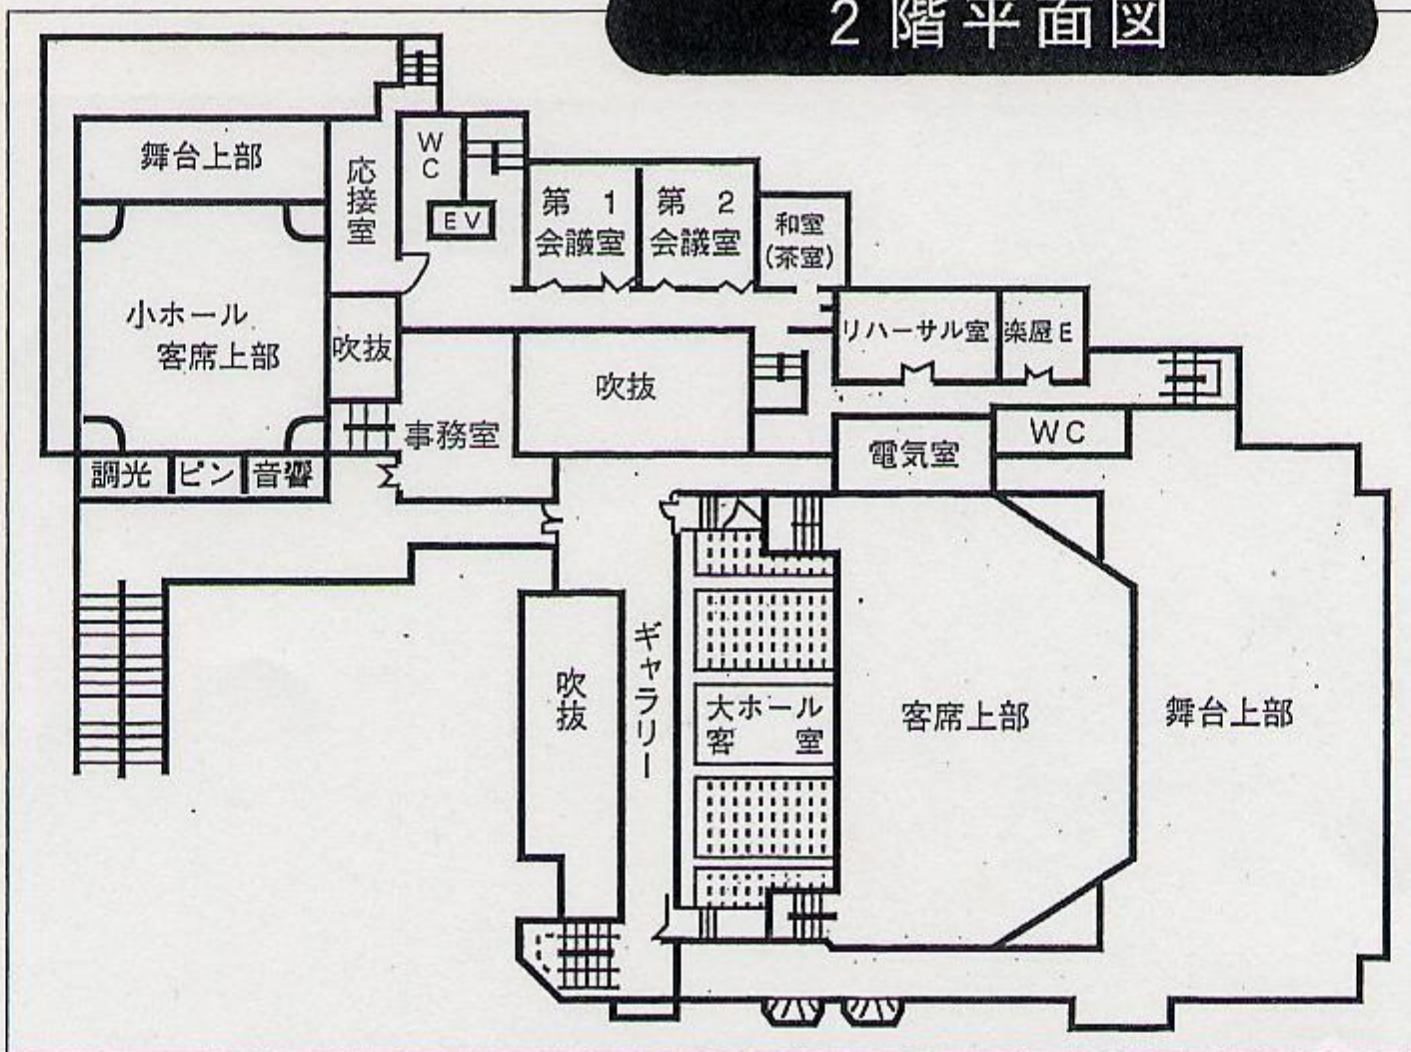 2階平面図
舞台上部
応接室
WC
EV
第1
会議室
第2
会議室
和室
(茶室)
小ホール
客席上部
吹抜
リハーサル室
楽屋E
吹抜
事務室
WC
電気室
調光
ピン
音響
ギャラリー
吹抜
大ホール
客室
客席上部
舞台上部